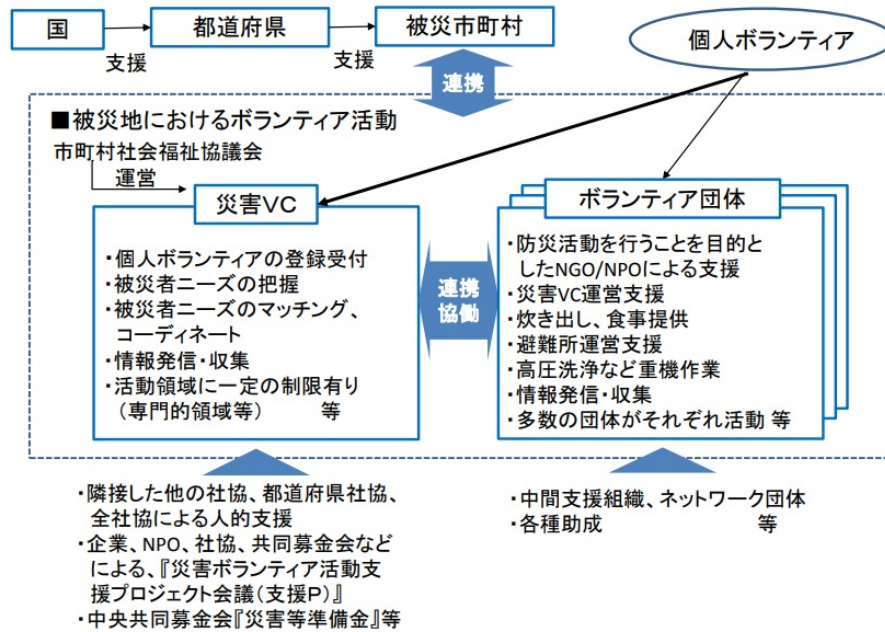 国
都道府県
被災市町村
個人ボランティア
支援
支援
連携
■被災地におけるボランティア活動
市町村社会福祉協議会
運営
災害VC
・個人ボランティアの登録受付
・被災者ニーズの把握
・被災者ニーズのマッチング、
コーディネート
・情報発信・収集
・活動領域に一定の制限有り
(専門的領域等) 等
連携
協働
ボランティア団体
・防災活動を行うことを目的と
したNGO/NPOによる支援
・災害VC運営支援
・炊き出し、食事提供
・避難所運営支援
・高圧洗浄など重機作業
・情報発信・収集
・多数の団体がそれぞれ活動 等
・隣接した他の社協、都道府県社協、
全社協による人的支援
・企業、NPO、社協、共同募金会など
による、『災害ボランティア活動支
援プロジェクト会議(支援P)』
・中央共同募金会『災害等準備金』等
・中間支援組織、ネットワーク団体
・各種助成 等